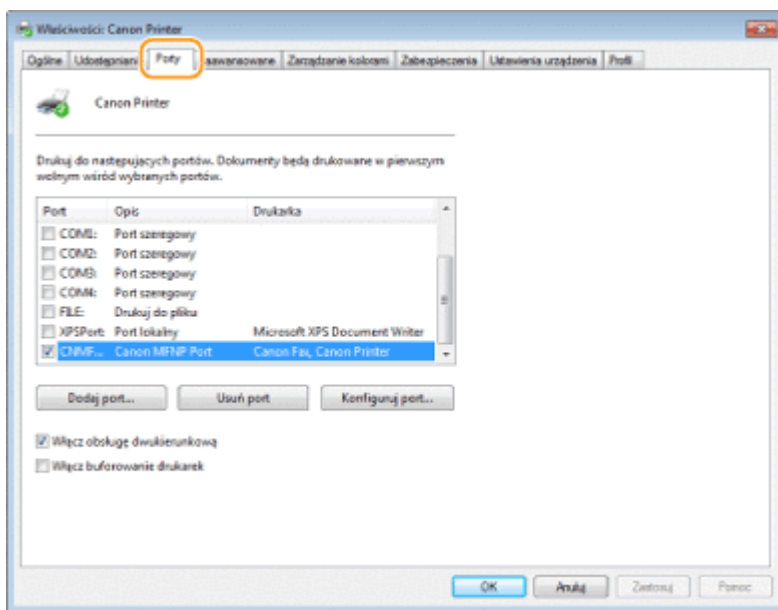 Właściwości: Canon Printer
Ogólne Udostępniani Porty aawansowane Zarządzanie kolorami Zabezpieczenia Ustawienia urządzenia Profil
Canon Printer
Drukuj do następujących portów. Dokumenty będą drukowane w pierwszym
wolnym wśród wybranych portów.
Port Opis Drukarka
COM1: Port szeregowy
COM2: Port szeregowy
COM3: Port szeregowy
COM4: Port szeregowy
FILE: Drukuj do pliku
XPSPort: Port lokalny Microsoft XPS Document Writer
CNMF... Canon MFNP Port Canon Fax, Canon Printer
Dodaj port... Usuń port Konfiguruj port...
Włącz obsługę dwukierunkową
Włącz buforowanie drukarek
OK Anuluj Zastosuj Pomoc